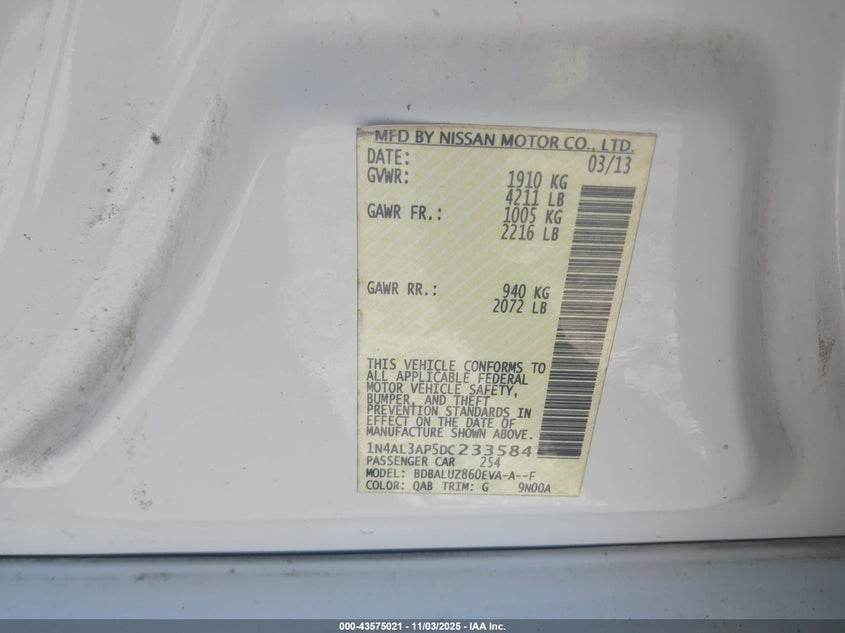 MFD BY NISSAN MOTOR CO., LTD.
DATE: 03/13
GVWR: 1910 KG
4211 LB
GAWR FR.: 1005 KG
2216 LB
GAWR RR.: 940 KG
2072 LB
THIS VEHICLE CONFORMS TO
ALL APPLICABLE FEDERAL
MOTOR VEHICLE SAFETY,
BUMPER, AND THEFT
PREVENTION STANDARDS IN
EFFECT ON THE DATE OF
MANUFACTURE SHOWN ABOVE.
1N4AL3AP5DC233584
PASSENGER CAR 254
MODEL: BDBALUZ860EVA-A--F
COLOR: QAB TRIM: G 9N00A
000-43575021 - 11/03/2025 - IAA Inc.